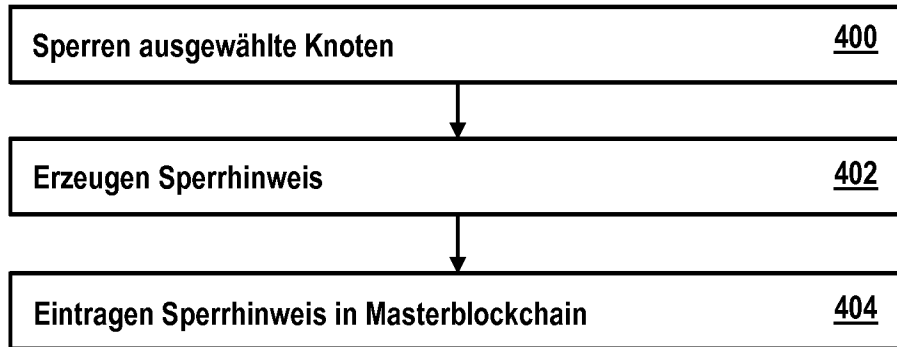 Sperren ausgewählte Knoten 400
Erzeugen Sperrhinweis 402
Eintragen Sperrhinweis in Masterblockchain 404